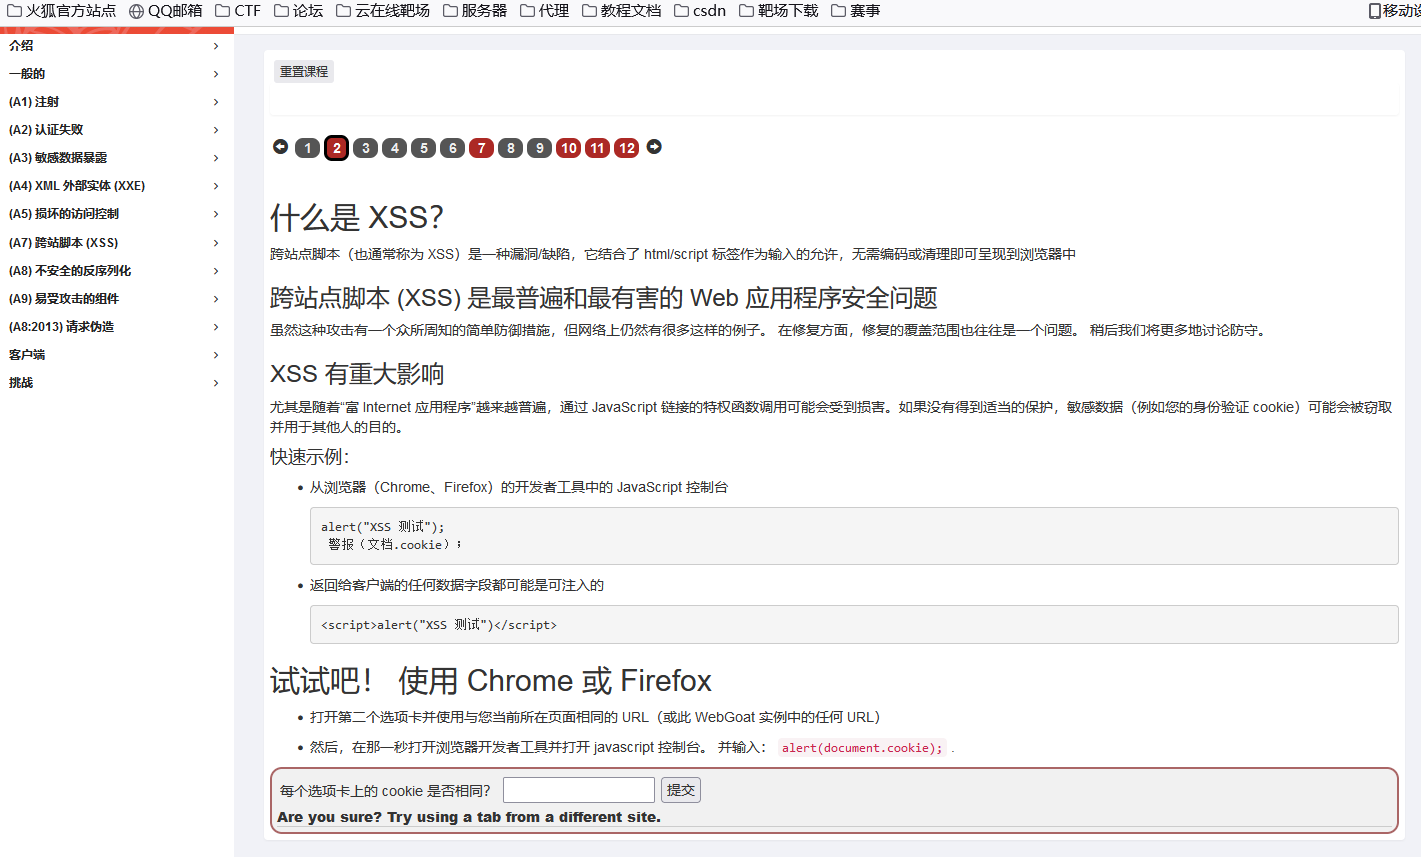 火狐官方站点 QQ邮箱 CTF 论坛 云在线靶场 服务器 代理 教程文档 csdn 靶场下载 赛事 移动设
介绍
一般的
(A1) 注射
(A2) 认证失败
(A3) 敏感数据暴露
(A4) XML 外部实体 (XXE)
(A5) 损坏的访问控制
(A7) 跨站脚本 (XSS)
(A8) 不安全的反序列化
(A9) 易受攻击的组件
(A8:2013) 请求伪造
客户端
挑战
重置课程
1 2 3 4 5 6 7 8 9 10 11 12
什么是 XSS？
跨站点脚本（也通常称为 XSS）是一种漏洞/缺陷，它结合了 html/script 标签作为输入的允许，无需编码或清理即可呈现到浏览器中
跨站点脚本 (XSS) 是最普遍和最有害的 Web 应用程序安全问题
虽然这种攻击有一个众所周知的简单防御措施，但网络上仍然有很多这样的例子。 在修复方面，修复的覆盖范围也往往是一个问题。 稍后我们将更多地讨论防守。
XSS 有重大影响
尤其是随着“富 Internet 应用程序”越来越普遍，通过 JavaScript 链接的特权函数调用可能会受到损害。如果没有得到适当的保护，敏感数据（例如您的身份验证 cookie）可能会被窃取
并用于其他人的目的。
快速示例：
从浏览器（Chrome、Firefox）的开发者工具中的 JavaScript 控制台
alert("XSS 测试");
警报（文档.cookie）；
返回给客户端的任何数据字段都可能是可注入的
<script>alert("XSS 测试")</script>
试试吧！ 使用 Chrome 或 Firefox
打开第二个选项卡并使用与您当前所在页面相同的 URL（或此 WebGoat 实例中的任何 URL）
然后，在那一秒打开浏览器开发者工具并打开 javascript 控制台。 并输入： alert(document.cookie); .
每个选项卡上的 cookie 是否相同？ 提交
Are you sure? Try using a tab from a different site.